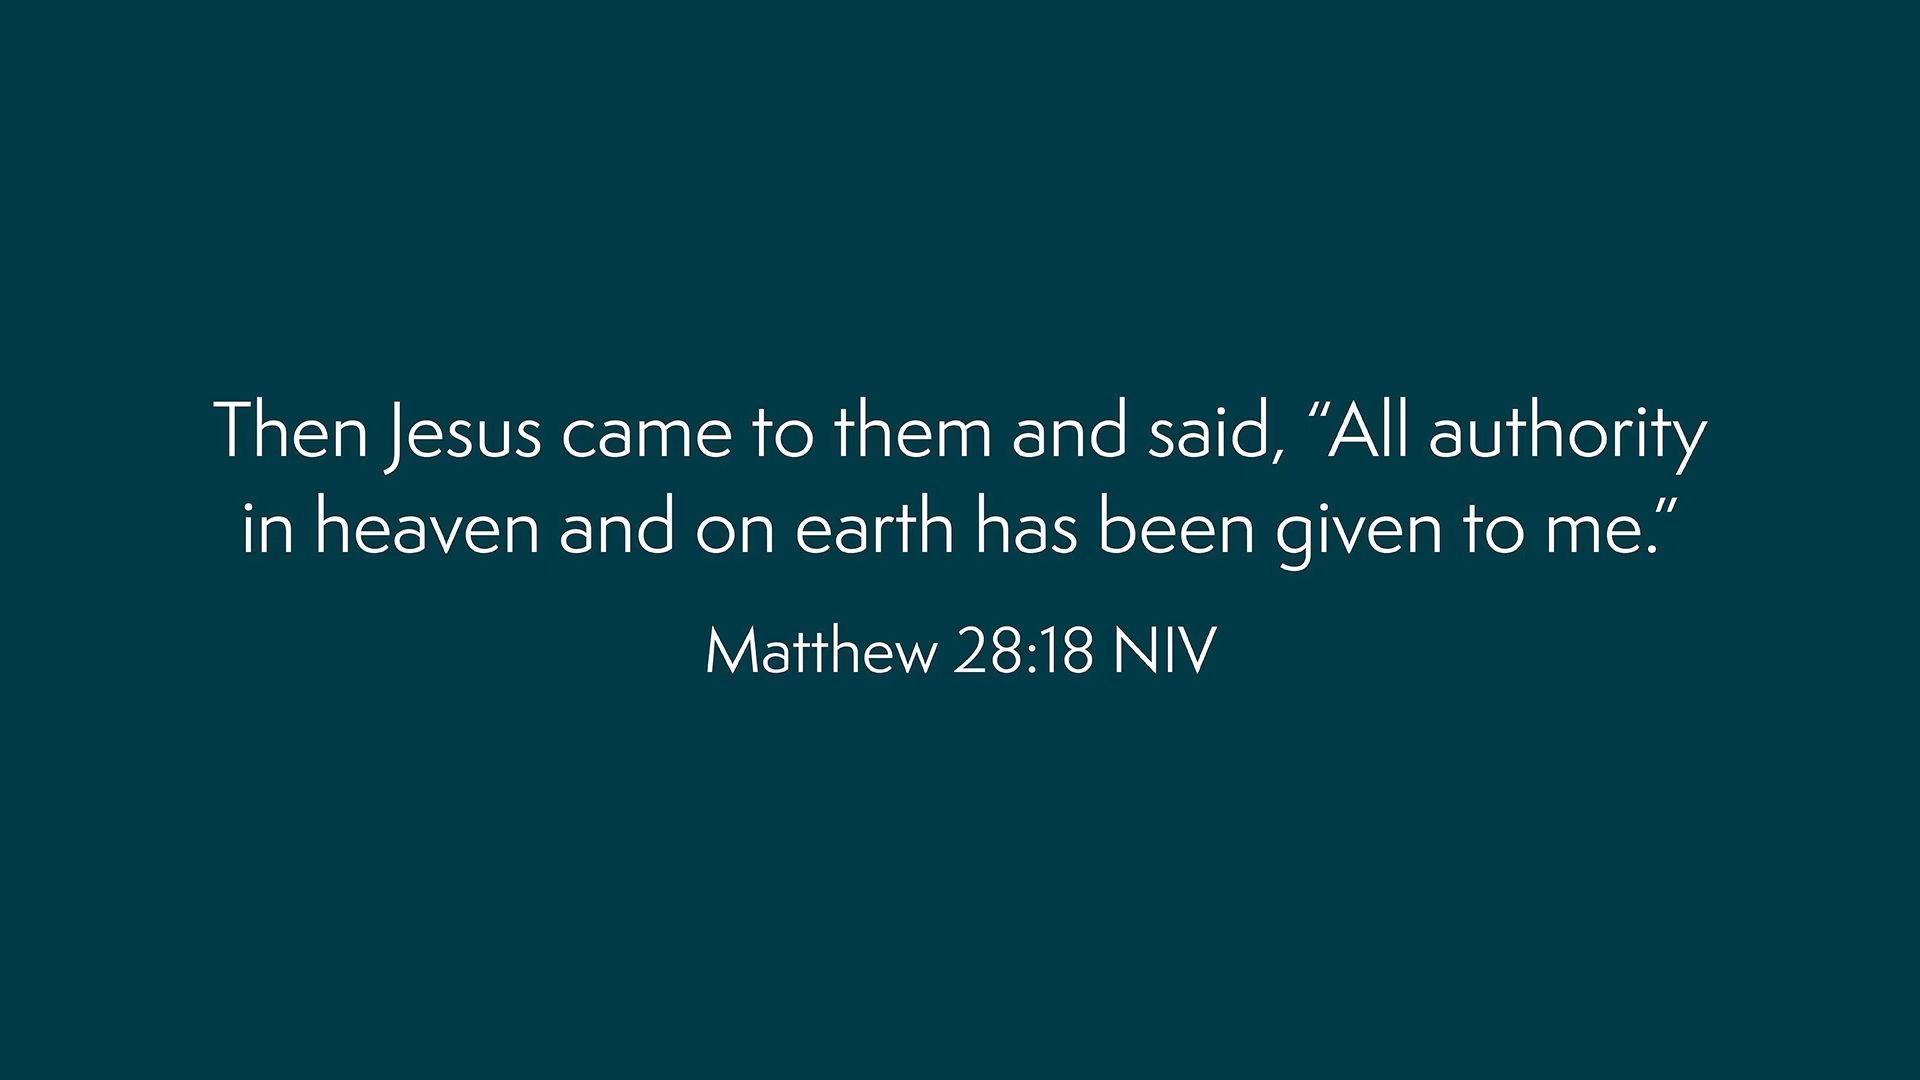 Then Jesus came to them and said, “All authority
in heaven and on earth has been given to me.”
Matthew 28:18 NIV